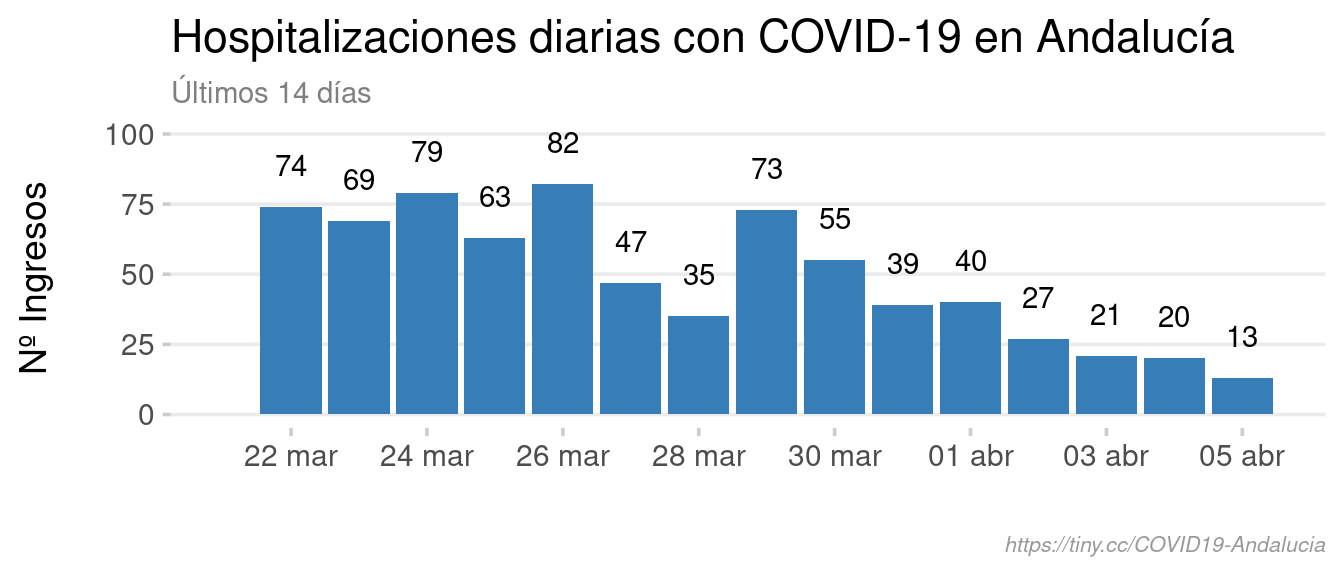 Hospitalizaciones diarias con COVID-19 en Andalucía
Últimos 14 días
Nº Ingresos
100
75
50
25
0
74
69
79
63
82
47
35
73
55
39
40
27
21
20
13
22 mar
24 mar
26 mar
28 mar
30 mar
01 abr
03 abr
05 abr
https://tiny.cc/COVID19-Andalucia